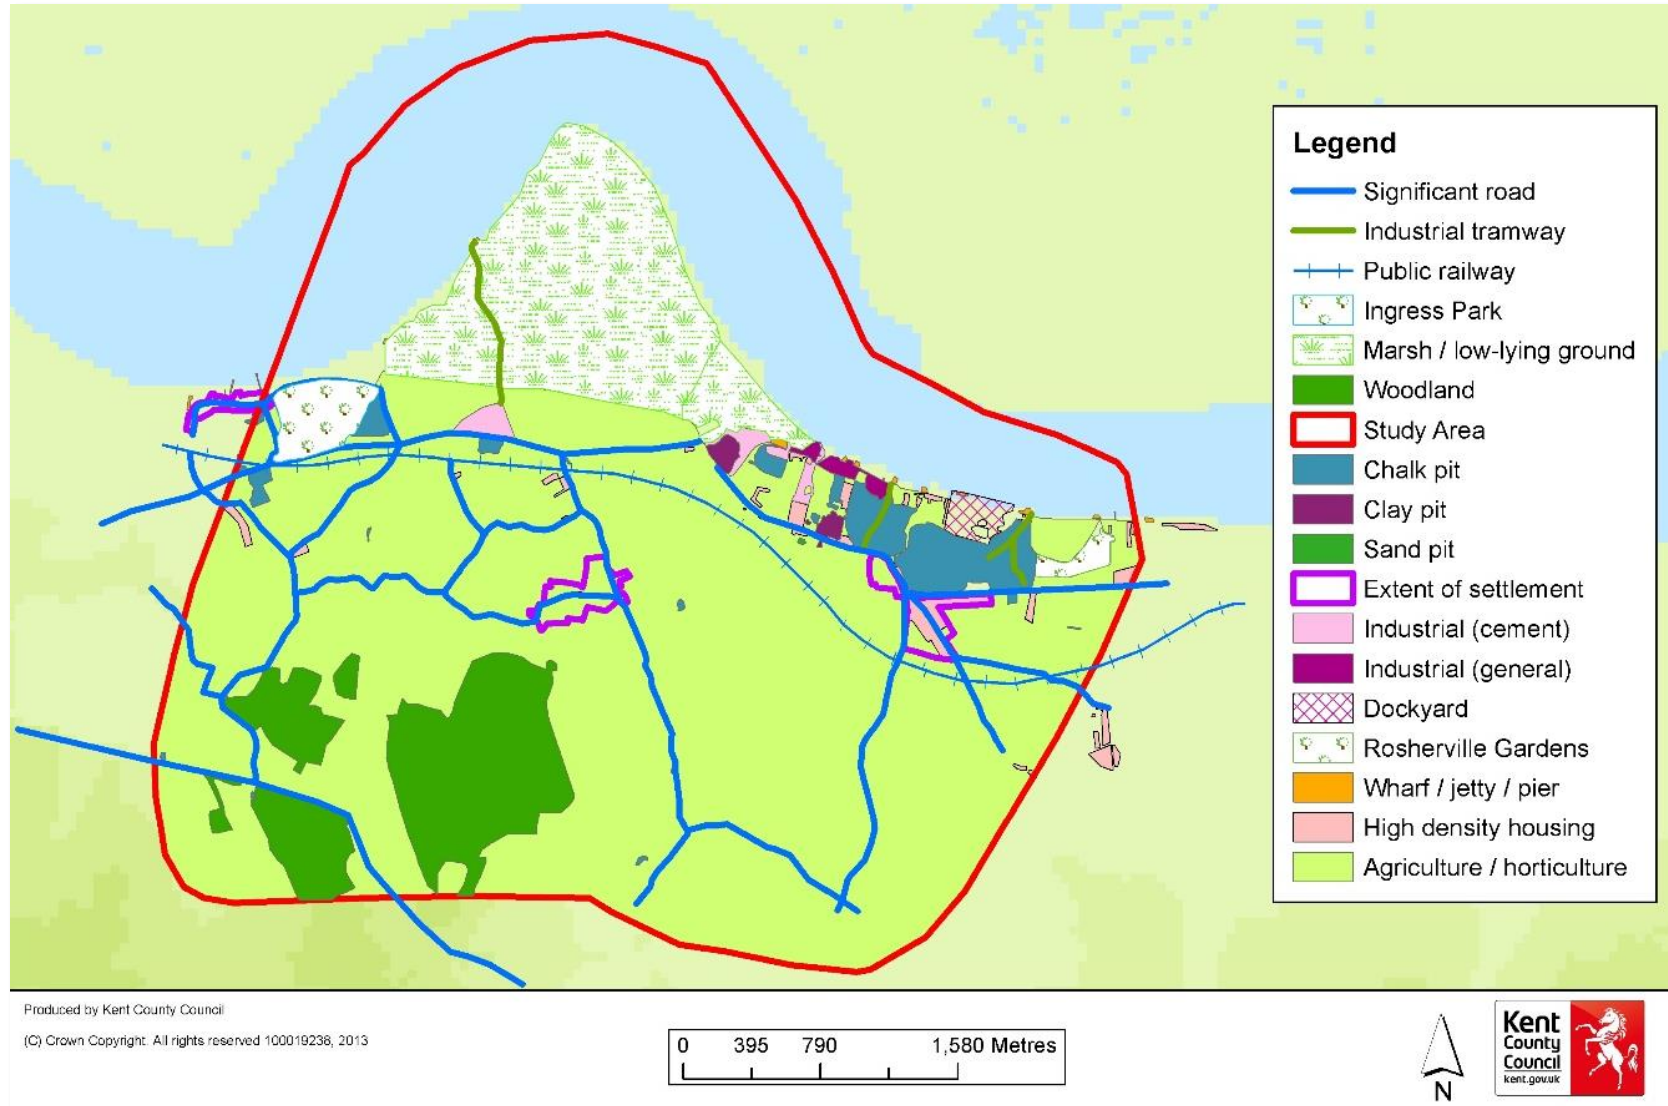 Legend
Significant road
Industrial tramway
Public railway
Ingress Park
Marsh / low-lying ground
Woodland
Study Area
Chalk pit
Clay pit
Sand pit
Extent of settlement
Industrial (cement)
Industrial (general)
Dockyard
Rosherville Gardens
Wharf / jetty / pier
High density housing
Agriculture / horticulture
Produced by Kent County Council
(C) Crown Copyright. All rights reserved 100019238, 2013
0 395 790 1,580 Metres
N
Kent
County
Council
kent.gov.uk